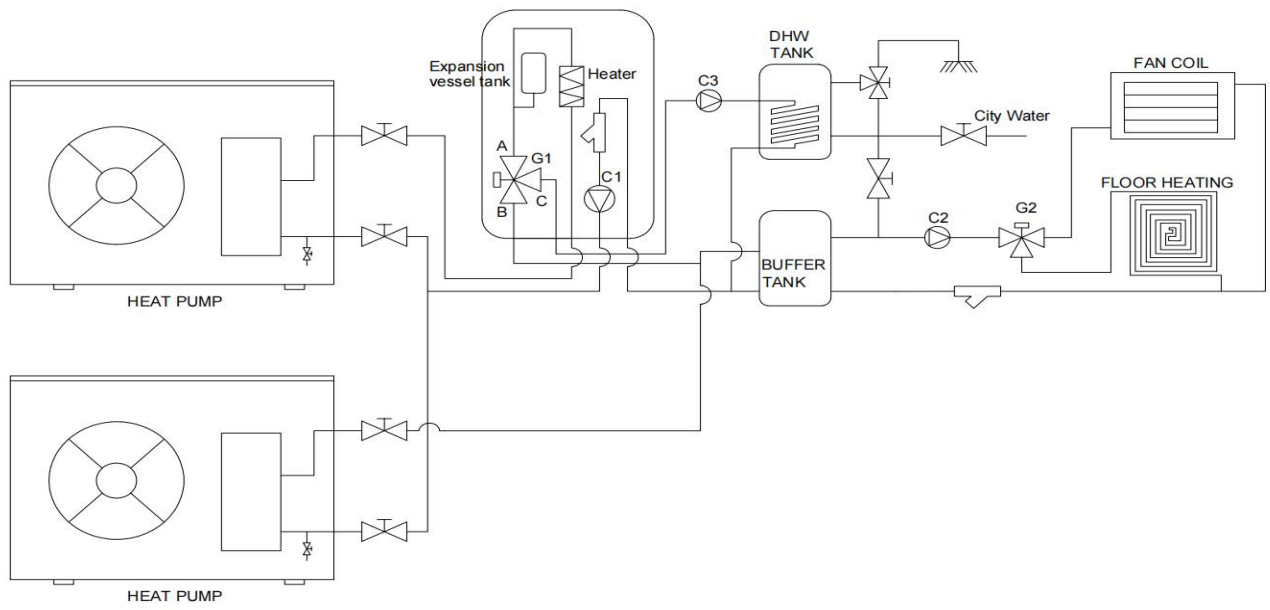 DHW
TANK
Expansion
vessel tank
Heater
C3
FAN COIL
City Water
A
G1
C1
C
B
FLOOR HEATING
C2
G2
BUFFER
TANK
HEAT PUMP
HEAT PUMP